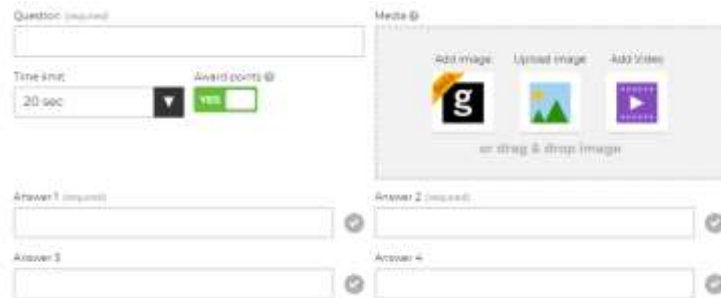 Question (required)
Media
Time limit
Award points
20 sec
YES
Add image
Upload image
Add Video
g
or drag & drop image
Answer 1 (required)
Answer 2 (required)
Answer 3
Answer 4